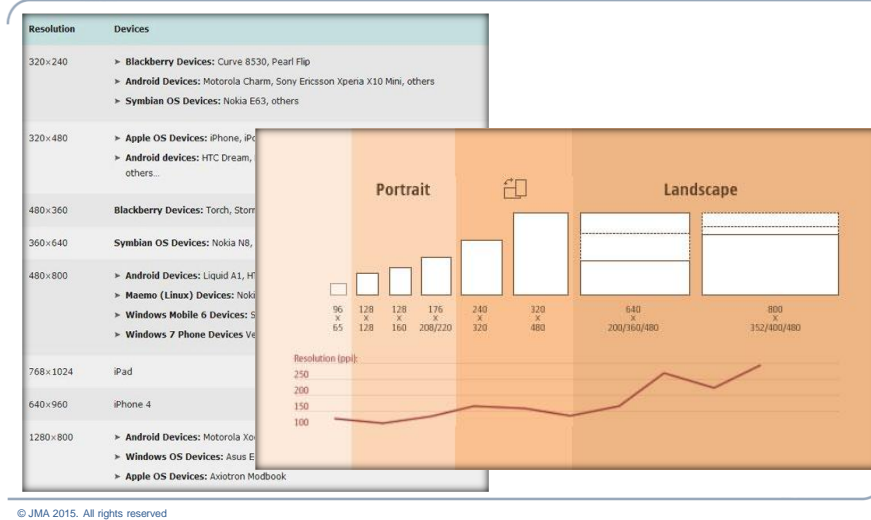 Resolution Devices
320×240 ➤ Blackberry Devices: Curve 8530, Pearl Flip
➤ Android Devices: Motorola Charm, Sony Ericsson Xperia X10 Mini, others
➤ Symbian OS Devices: Nokia E63, others
320×480 ➤ Apple OS Devices: iPhone,
➤ Android devices: HTC Dream,
others...
480×360 Blackberry Devices: Torch,
360×640 Symbian OS Devices: Nokia N8,
480×800 ➤ Android Devices: Liquid A1,
➤ Maemo (Linux) Devices:
➤ Windows Mobile 6 Devices:
➤ Windows 7 Phone Devices
768×1024 iPad
640×960 iPhone 4
1280×800 ➤ Android Devices: Motorola
➤ Windows OS Devices: Asus
➤ Apple OS Devices: Axiotron Modbook
Portrait Landscape
96 128 128 176 240 320 640 800
x x x x x x x x
65 128 160 208/220 320 480 200/360/480 352/400/480
Resolution (ppi):
250
200
150
100
© JMA 2015. All rights reserved